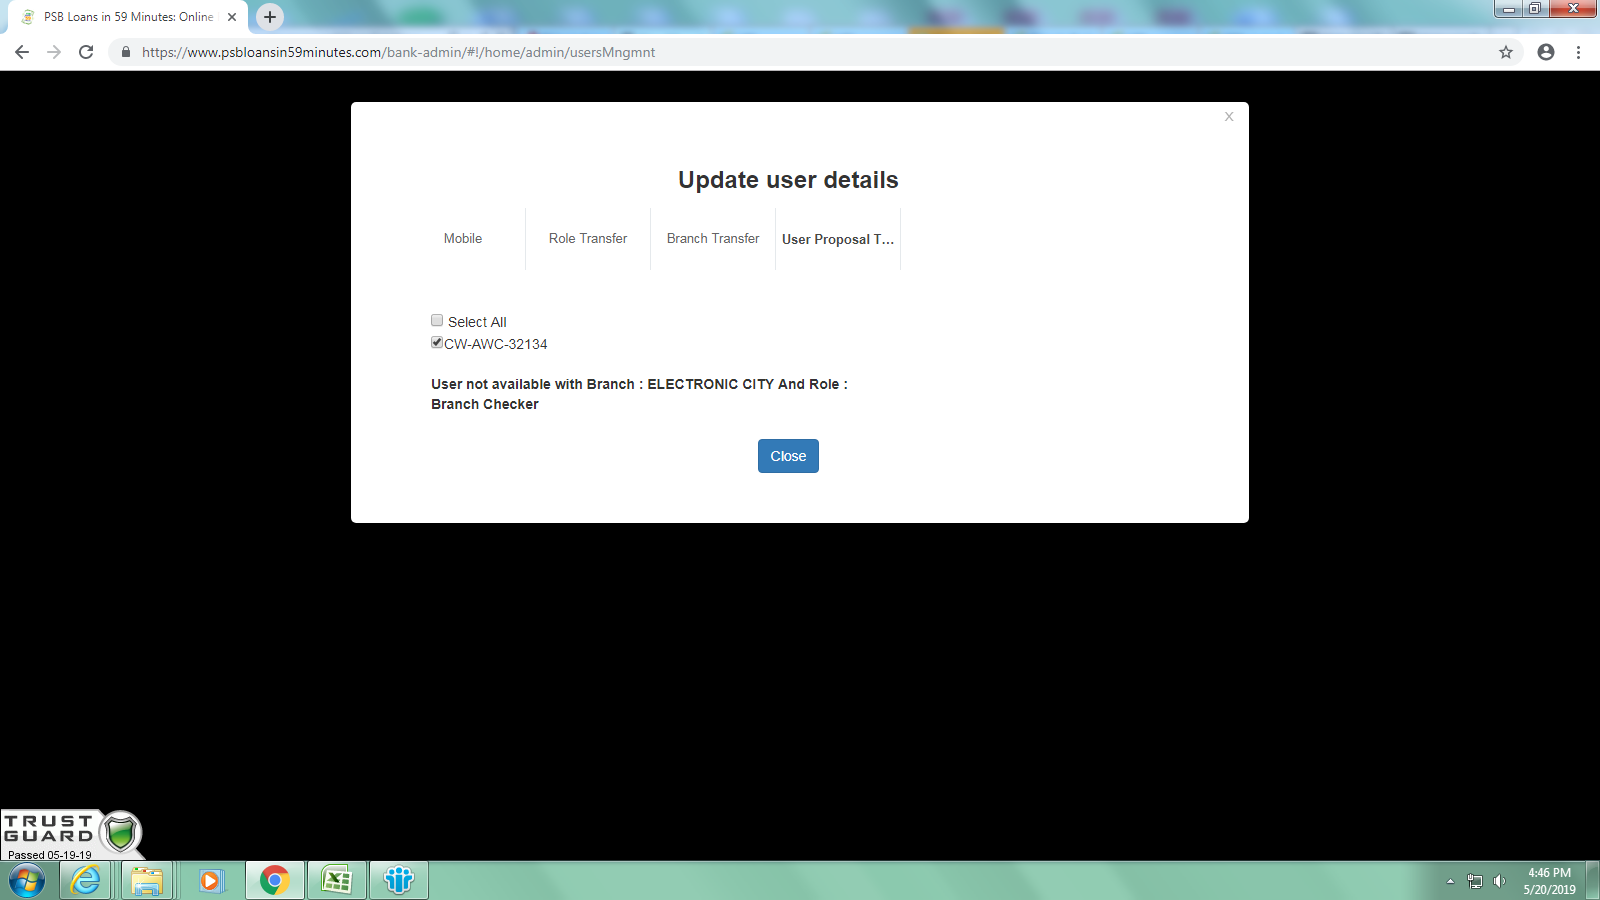 PSB Loans in 59 Minutes: Online
https://www.psbloansin59minutes.com/bank-admin/#!/home/admin/usersMngmnt
X
Update user details
Mobile
Role Transfer
Branch Transfer
User Proposal T...
Select All
CW-AWC-32134
User not available with Branch : ELECTRONIC CITY And Role :
Branch Checker
Close
TRUST
GUARD
Passed 05-19-19
4:46 PM
5/20/2019